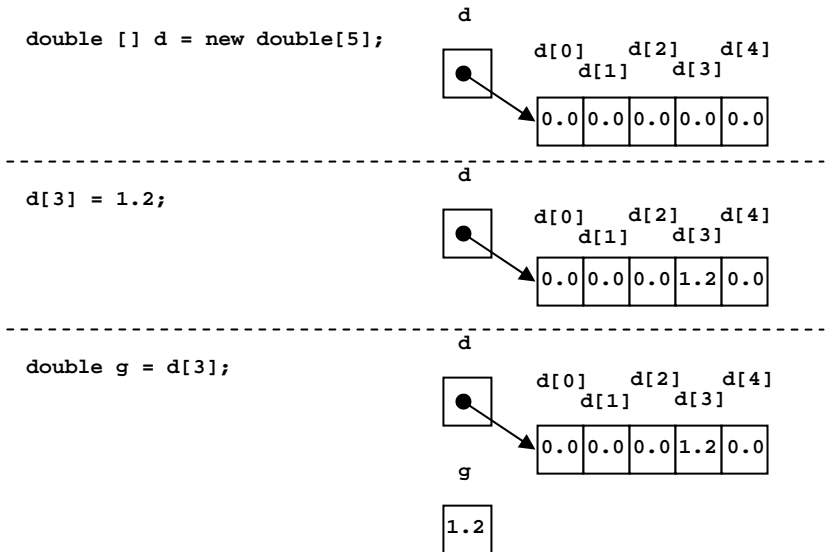 d
double [] d = new double[5];
d[0] d[2] d[4]
d[1] d[3]
0.0 0.0 0.0 0.0 0.0
d
d[3] = 1.2;
d[0] d[2] d[4]
d[1] d[3]
0.0 0.0 0.0 1.2 0.0
d
double g = d[3];
d[0] d[2] d[4]
d[1] d[3]
0.0 0.0 0.0 1.2 0.0
g
1.2